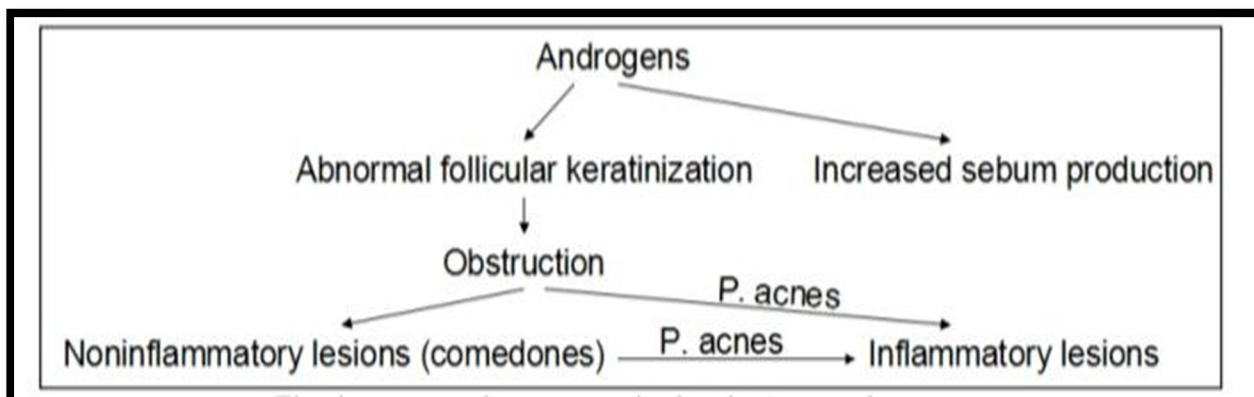 Androgens
Abnormal follicular keratinization Increased sebum production
Obstruction
P. acnes
Noninflammatory lesions (comedones) P. acnes Inflammatory lesions